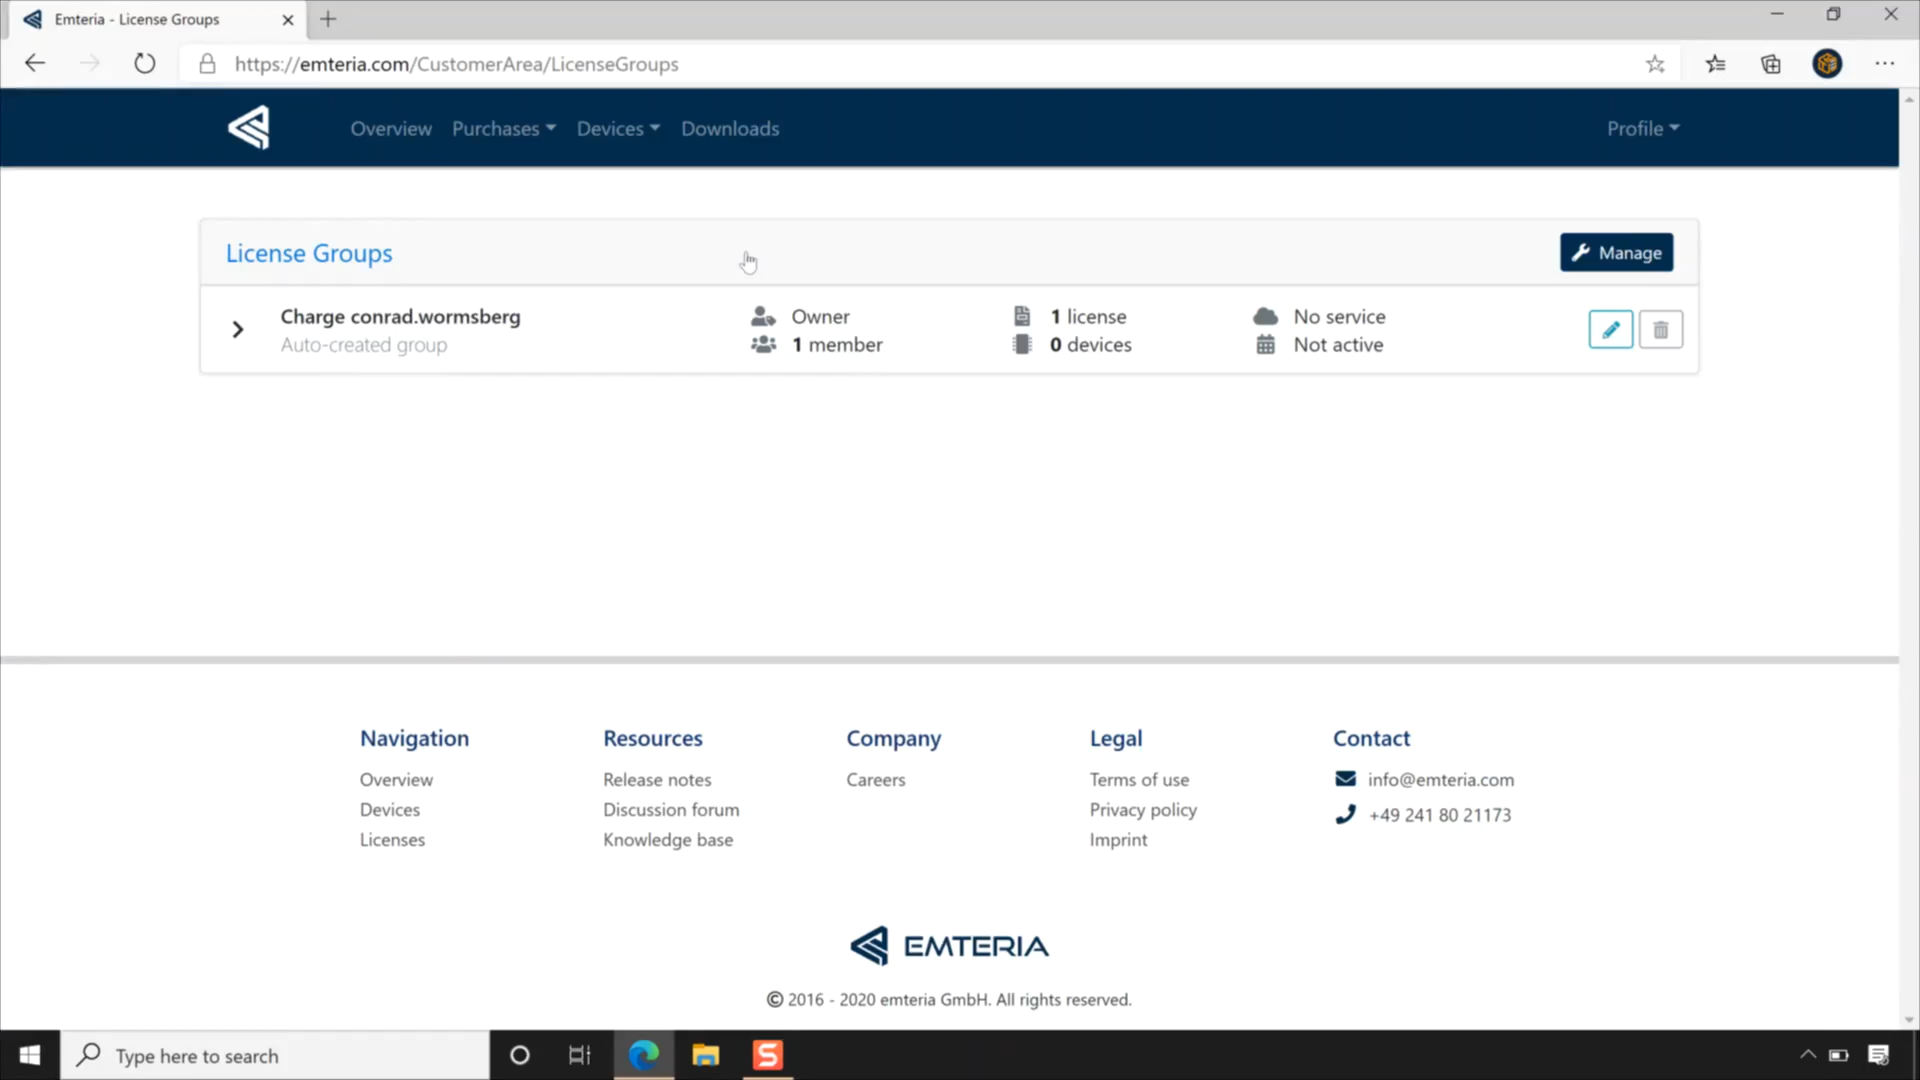 Emteria - License Groups
https://emteria.com/CustomerArea/LicenseGroups
Overview Purchases Devices Downloads Profile
License Groups
Manage
Charge conrad.wormsberg
Auto-created group
Owner
1 member
1 license
0 devices
No service
Not active
Navigation
Overview
Devices
Licenses
Resources
Release notes
Discussion forum
Knowledge base
Company
Careers
Legal
Terms of use
Privacy policy
Imprint
Contact
info@emteria.com
+49 241 80 21173
EMTERIA
© 2016 - 2020 emteria GmbH. All rights reserved.
Type here to search
S